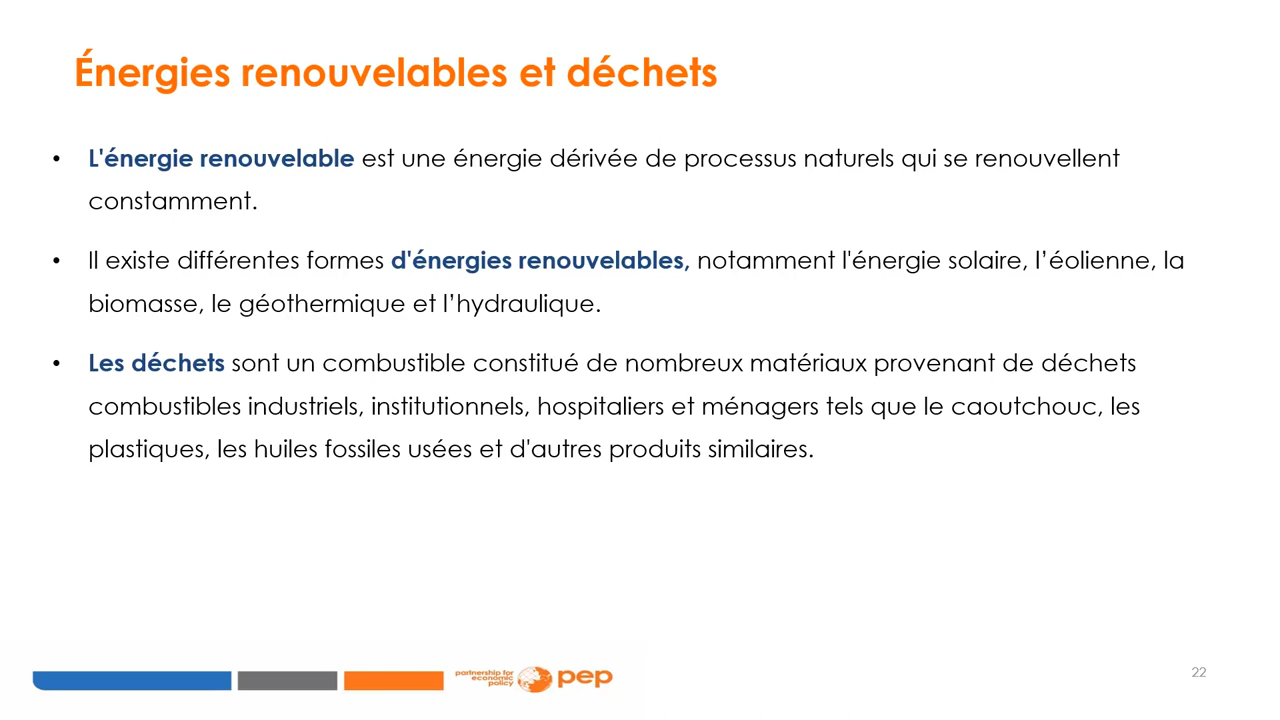 Énergies renouvelables et déchets
• L'énergie renouvelable est une énergie dérivée de processus naturels qui se renouvellent
constamment.
• Il existe différentes formes d'énergies renouvelables, notamment l'énergie solaire, l’éolienne, la
biomasse, le géothermique et l’hydraulique.
• Les déchets sont un combustible constitué de nombreux matériaux provenant de déchets
combustibles industriels, institutionnels, hospitaliers et ménagers tels que le caoutchouc, les
plastiques, les huiles fossiles usées et d'autres produits similaires.
partnership for
economic
policy
pep
22